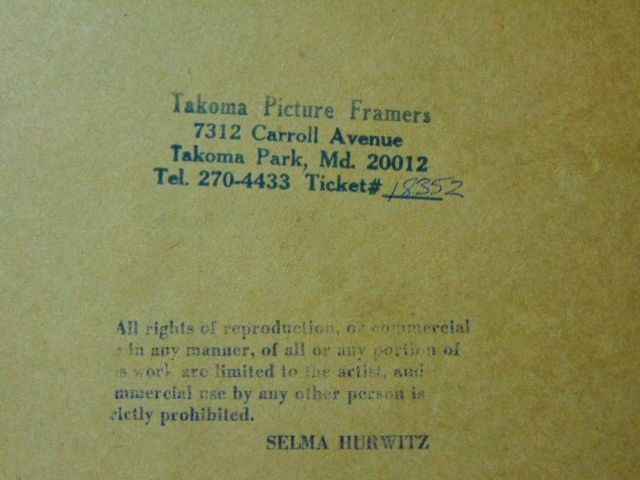 Takoma Picture Framers
7312 Carroll Avenue
Takoma Park, Md. 20012
Tel. 270-4433 Ticket# 18352
All rights of reproduction, or commercial
in any manner, of all or any portion of
work are limited to the artist, and
mmercial use by any other person is
rictly prohibited.
SELMA HURWITZ